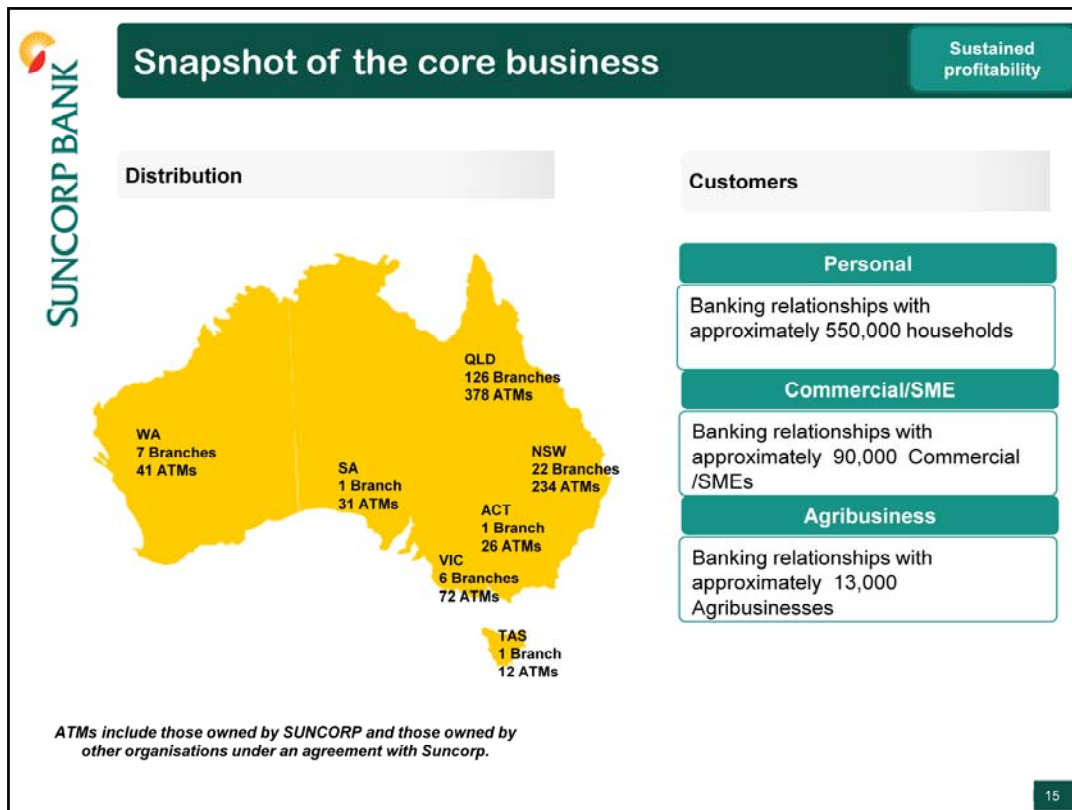 SUNCORP BANK
Snapshot of the core business
Sustained
profitability
Distribution
QLD
126 Branches
378 ATMs
WA
7 Branches
41 ATMs
SA
1 Branch
31 ATMs
NSW
22 Branches
234 ATMs
ACT
1 Branch
26 ATMs
VIC
6 Branches
72 ATMs
TAS
1 Branch
12 ATMs
ATMs include those owned by SUNCORP and those owned by
other organisations under an agreement with Suncorp.
Customers
Personal
Banking relationships with
approximately 550,000 households
Commercial/SME
Banking relationships with
approximately 90,000 Commercial
/SMEs
Agribusiness
Banking relationships with
approximately 13,000
Agribusinesses
15